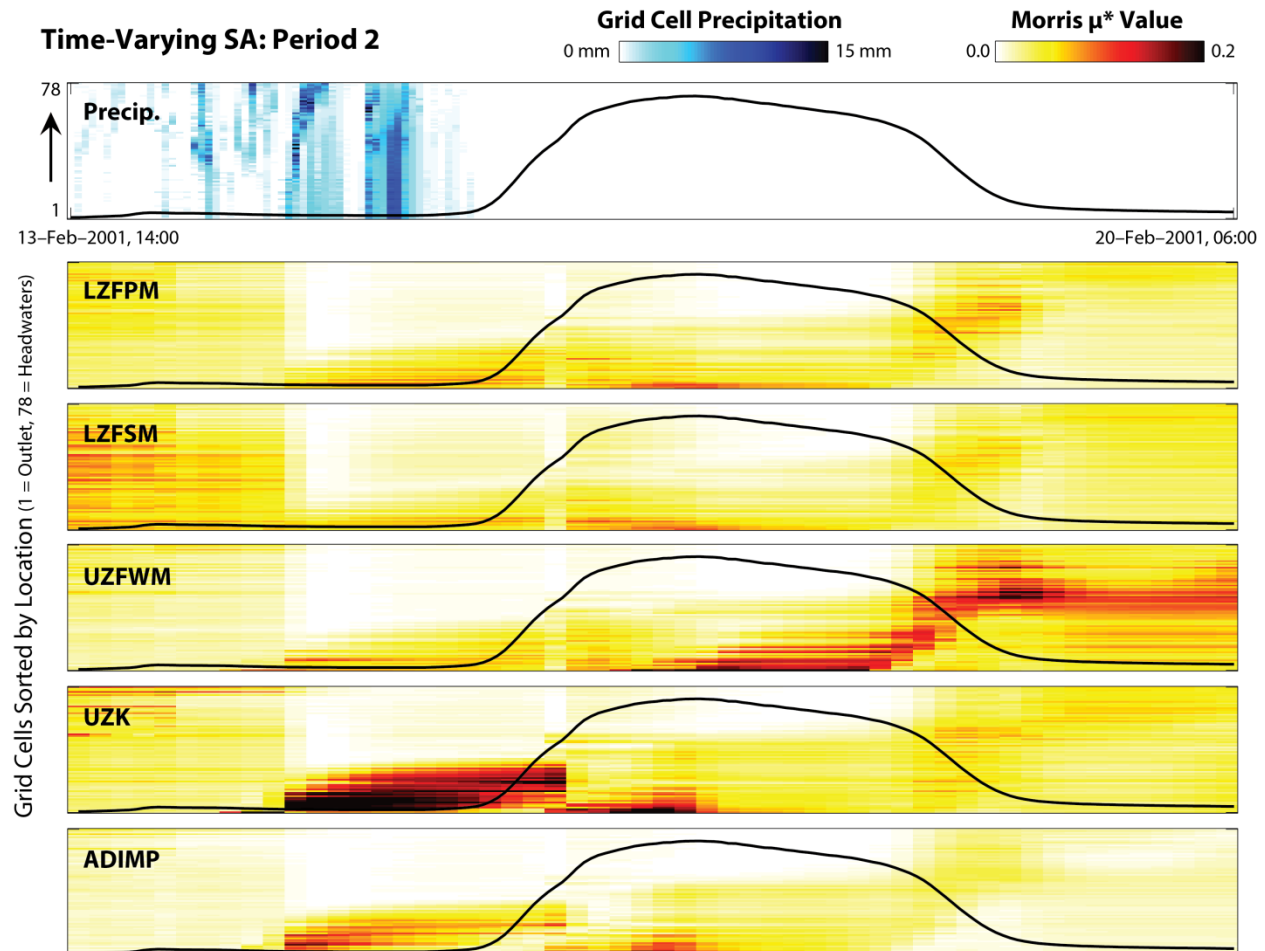 Time-Varying SA: Period 2
Grid Cell Precipitation
0 mm 15 mm
Morris μ* Value
0.0 0.2
78
Precip.
1
13–Feb–2001, 14:00
20–Feb–2001, 06:00
Grid Cells Sorted by Location (1 = Outlet, 78 = Headwaters)
LZFPM
LZFSM
UZFWM
UZK
ADIMP